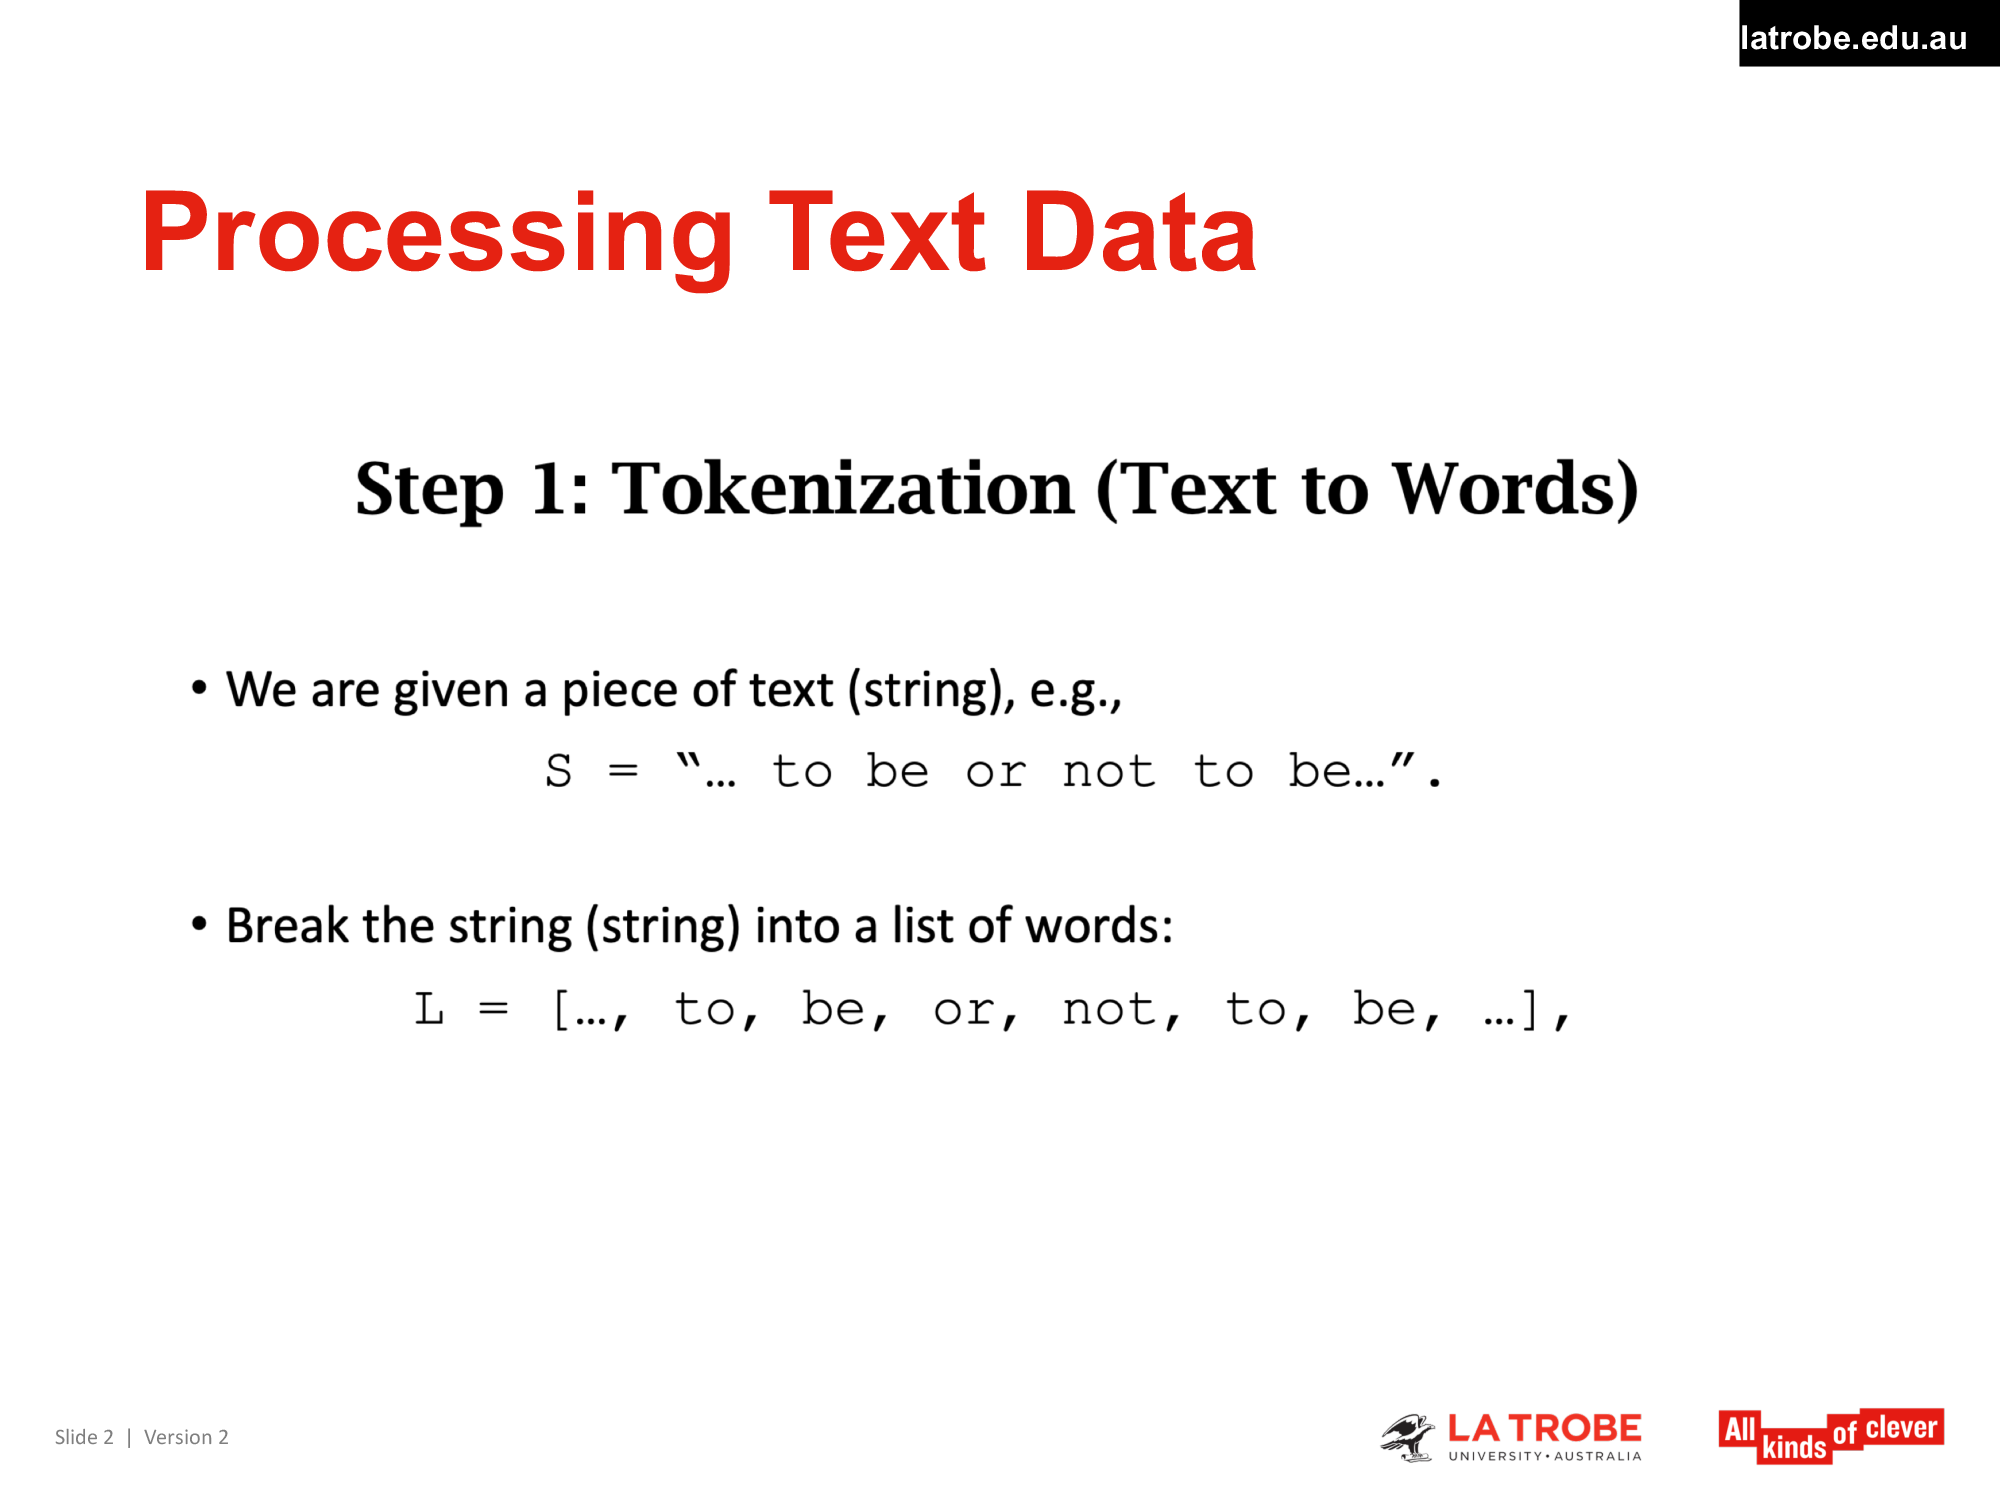 latrobe.edu.au
Processing Text Data
Step 1: Tokenization (Text to Words)
• We are given a piece of text (string), e.g.,
S = “… to be or not to be…”.
• Break the string (string) into a list of words:
L = […, to, be, or, not, to, be, …],
Slide 2 | Version 2
LA TROBE
UNIVERSITY • AUSTRALIA
All kinds of clever